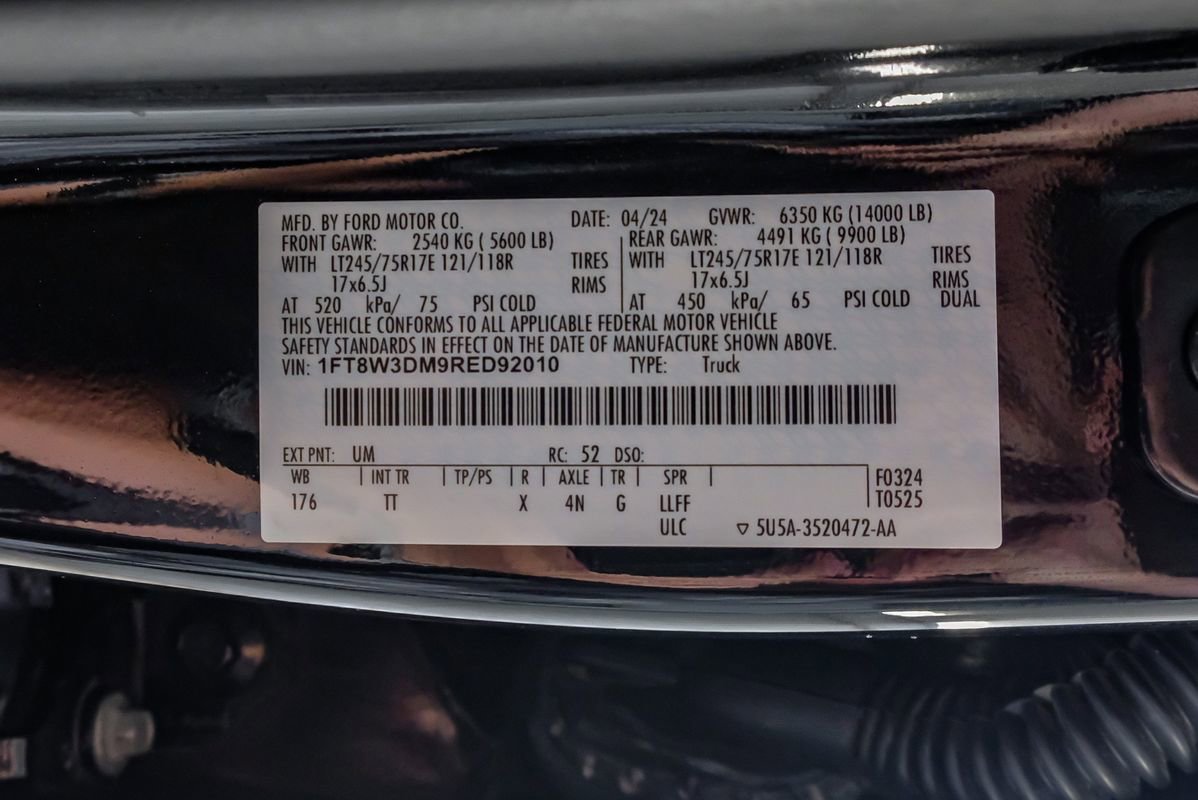 MFD. BY FORD MOTOR CO. DATE: 04/24 GVWR: 6350 KG (14000 LB)
FRONT GAWR: 2540 KG ( 5600 LB) REAR GAWR: 4491 KG ( 9900 LB)
WITH LT245/75R17E 121/118R TIRES WITH LT245/75R17E 121/118R TIRES
17x6.5J RIMS 17x6.5J RIMS
AT 520 kPa/ 75 PSI COLD AT 450 kPa/ 65 PSI COLD DUAL
THIS VEHICLE CONFORMS TO ALL APPLICABLE FEDERAL MOTOR VEHICLE
SAFETY STANDARDS IN EFFECT ON THE DATE OF MANUFACTURE SHOWN ABOVE.
VIN: 1FT8W3DM9RED92010 TYPE: Truck
EXT PNT: UM RC: 52 DSO:
WB INT TR TP/PS R AXLE TR SPR F0324
176 TT X 4N G LLFF T0525
ULC ▽ 5U5A-3520472-AA